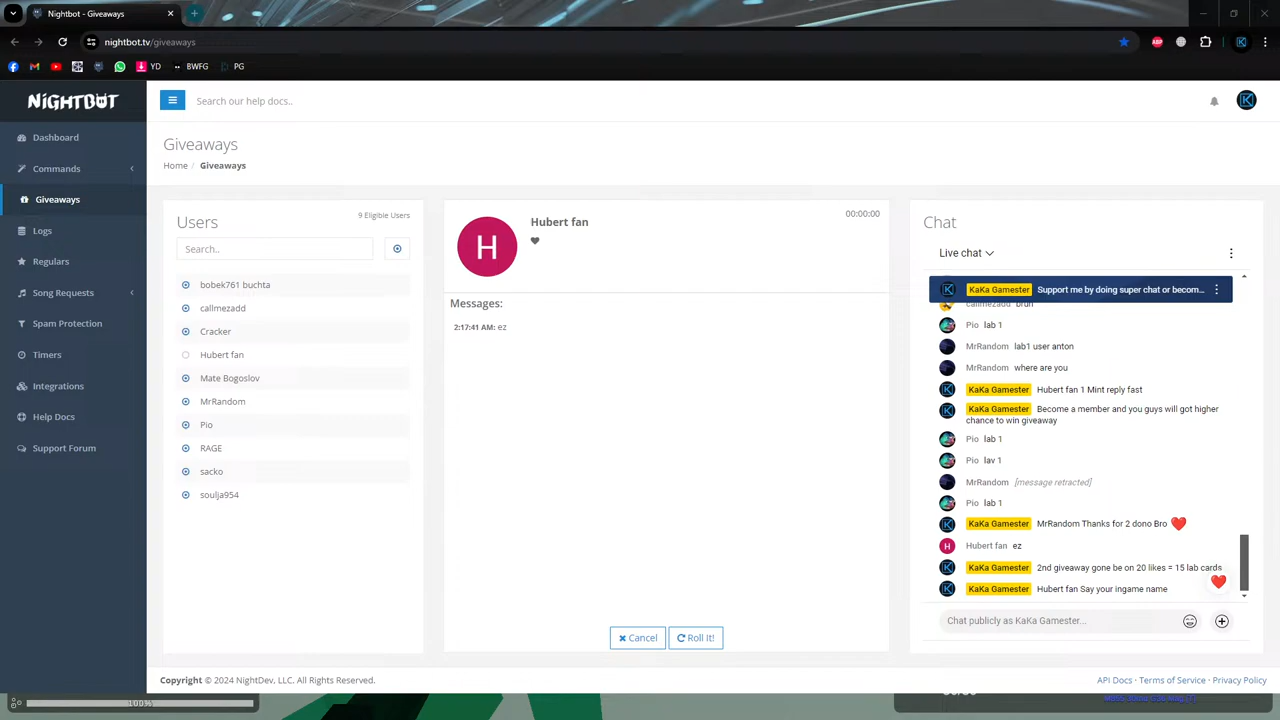 Nightbot - Giveaways
nightbot.tv/giveaways
YD
BWFG
PG
NIGHTBOT
Search our help docs..
Dashboard
Commands
Giveaways
Logs
Regulars
Song Requests
Spam Protection
Timers
Integrations
Help Docs
Support Forum
Giveaways
Home / Giveaways
Users
9 Eligible Users
Search..
bobek761 buchta
callmezadd
Cracker
Hubert fan
Mate Bogoslov
MrRandom
Pio
RAGE
sacko
soulja954
H
Hubert fan
00:00:00
Messages:
2:17:41 AM: ez
Cancel
Roll It!
Chat
Live chat
KaKa Gamester Support me by doing super chat or becom...
callmezadd bruh
Pio lab 1
MrRandom lab1 user anton
MrRandom where are you
KaKa Gamester Hubert fan 1 Mint reply fast
KaKa Gamester Become a member and you guys will got higher
chance to win giveaway
Pio lab 1
Pio lav 1
MrRandom [message retracted]
Pio lab 1
KaKa Gamester MrRandom Thanks for 2 dono Bro ❤️
H Hubert fan ez
KaKa Gamester 2nd giveaway gone be on 20 likes = 15 lab cards
KaKa Gamester Hubert fan Say your ingame name
Chat publicly as KaKa Gamester...
Copyright © 2024 NightDev, LLC. All Rights Reserved.
API Docs · Terms of Service · Privacy Policy
100%